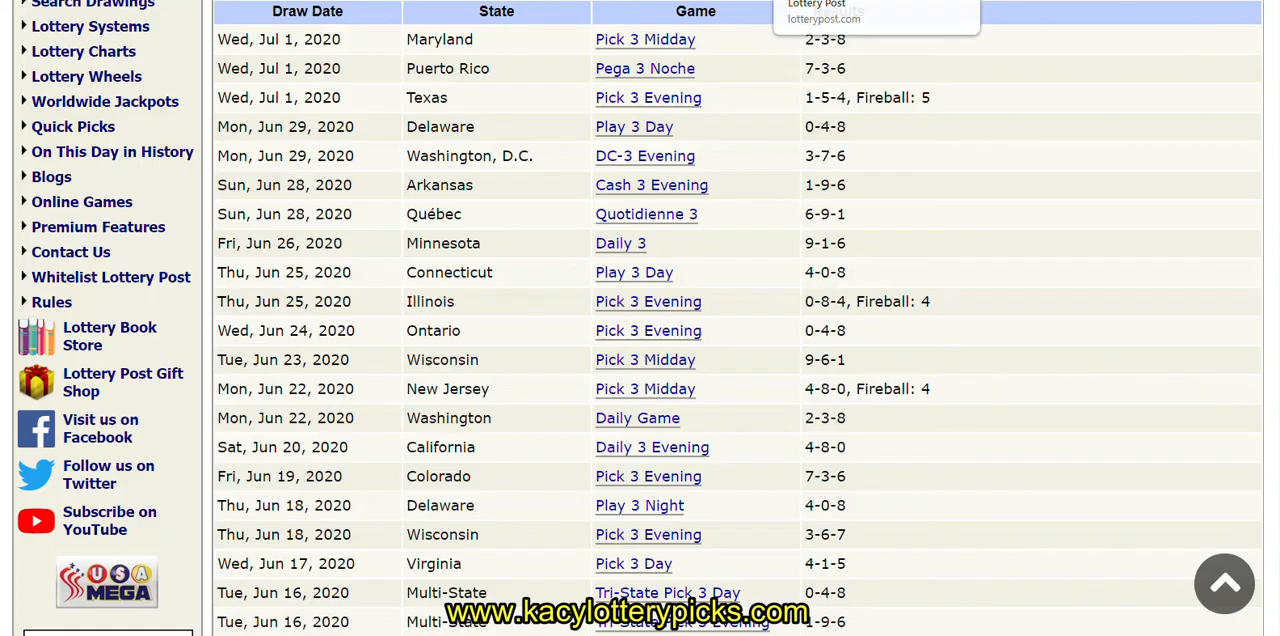 Search Drawings
Lottery Systems
Lottery Charts
Lottery Wheels
Worldwide Jackpots
Quick Picks
On This Day in History
Blogs
Online Games
Premium Features
Contact Us
Whitelist Lottery Post
Rules
Lottery Book
Store
Lottery Post Gift
Shop
Visit us on
Facebook
Follow us on
Twitter
Subscribe on
YouTube
USA
MEGA
Draw Date State Game Results
Lottery Post
lotterypost.com
Wed, Jul 1, 2020 Maryland Pick 3 Midday 2-3-8
Wed, Jul 1, 2020 Puerto Rico Pega 3 Noche 7-3-6
Wed, Jul 1, 2020 Texas Pick 3 Evening 1-5-4, Fireball: 5
Mon, Jun 29, 2020 Delaware Play 3 Day 0-4-8
Mon, Jun 29, 2020 Washington, D.C. DC-3 Evening 3-7-6
Sun, Jun 28, 2020 Arkansas Cash 3 Evening 1-9-6
Sun, Jun 28, 2020 Québec Quotidienne 3 6-9-1
Fri, Jun 26, 2020 Minnesota Daily 3 9-1-6
Thu, Jun 25, 2020 Connecticut Play 3 Day 4-0-8
Thu, Jun 25, 2020 Illinois Pick 3 Evening 0-8-4, Fireball: 4
Wed, Jun 24, 2020 Ontario Pick 3 Evening 0-4-8
Tue, Jun 23, 2020 Wisconsin Pick 3 Midday 9-6-1
Mon, Jun 22, 2020 New Jersey Pick 3 Midday 4-8-0, Fireball: 4
Mon, Jun 22, 2020 Washington Daily Game 2-3-8
Sat, Jun 20, 2020 California Daily 3 Evening 4-8-0
Fri, Jun 19, 2020 Colorado Pick 3 Evening 7-3-6
Thu, Jun 18, 2020 Delaware Play 3 Night 4-0-8
Thu, Jun 18, 2020 Wisconsin Pick 3 Evening 3-6-7
Wed, Jun 17, 2020 Virginia Pick 3 Day 4-1-5
Tue, Jun 16, 2020 Multi-State Tri-State Pick 3 Day 0-4-8
Tue, Jun 16, 2020 Multi-State Tri-State Pick 3 Evening 1-9-6
www.kacylotterypicks.com